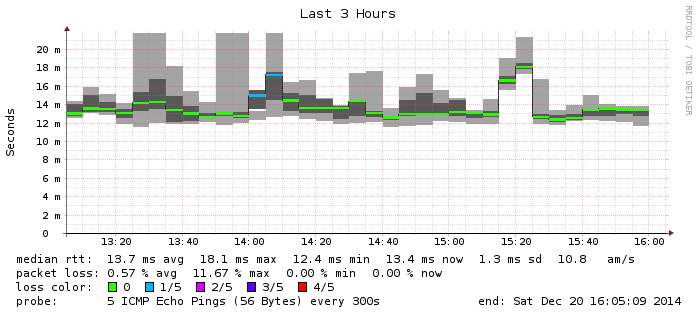 Last 3 Hours
RRDTOOL / TOBI OETIKER
Seconds
20 m
18 m
16 m
14 m
12 m
10 m
8 m
6 m
4 m
2 m
0
13:20 13:40 14:00 14:20 14:40 15:00 15:20 15:40 16:00
median rtt: 13.7 ms avg 18.1 ms max 12.4 ms min 13.4 ms now 1.3 ms sd 10.8 am/s
packet loss: 0.57 % avg 11.67 % max 0.00 % min 0.00 % now
loss color: 0 1/5 2/5 3/5 4/5
probe: 5 ICMP Echo Pings (56 Bytes) every 300s end: Sat Dec 20 16:05:09 2014